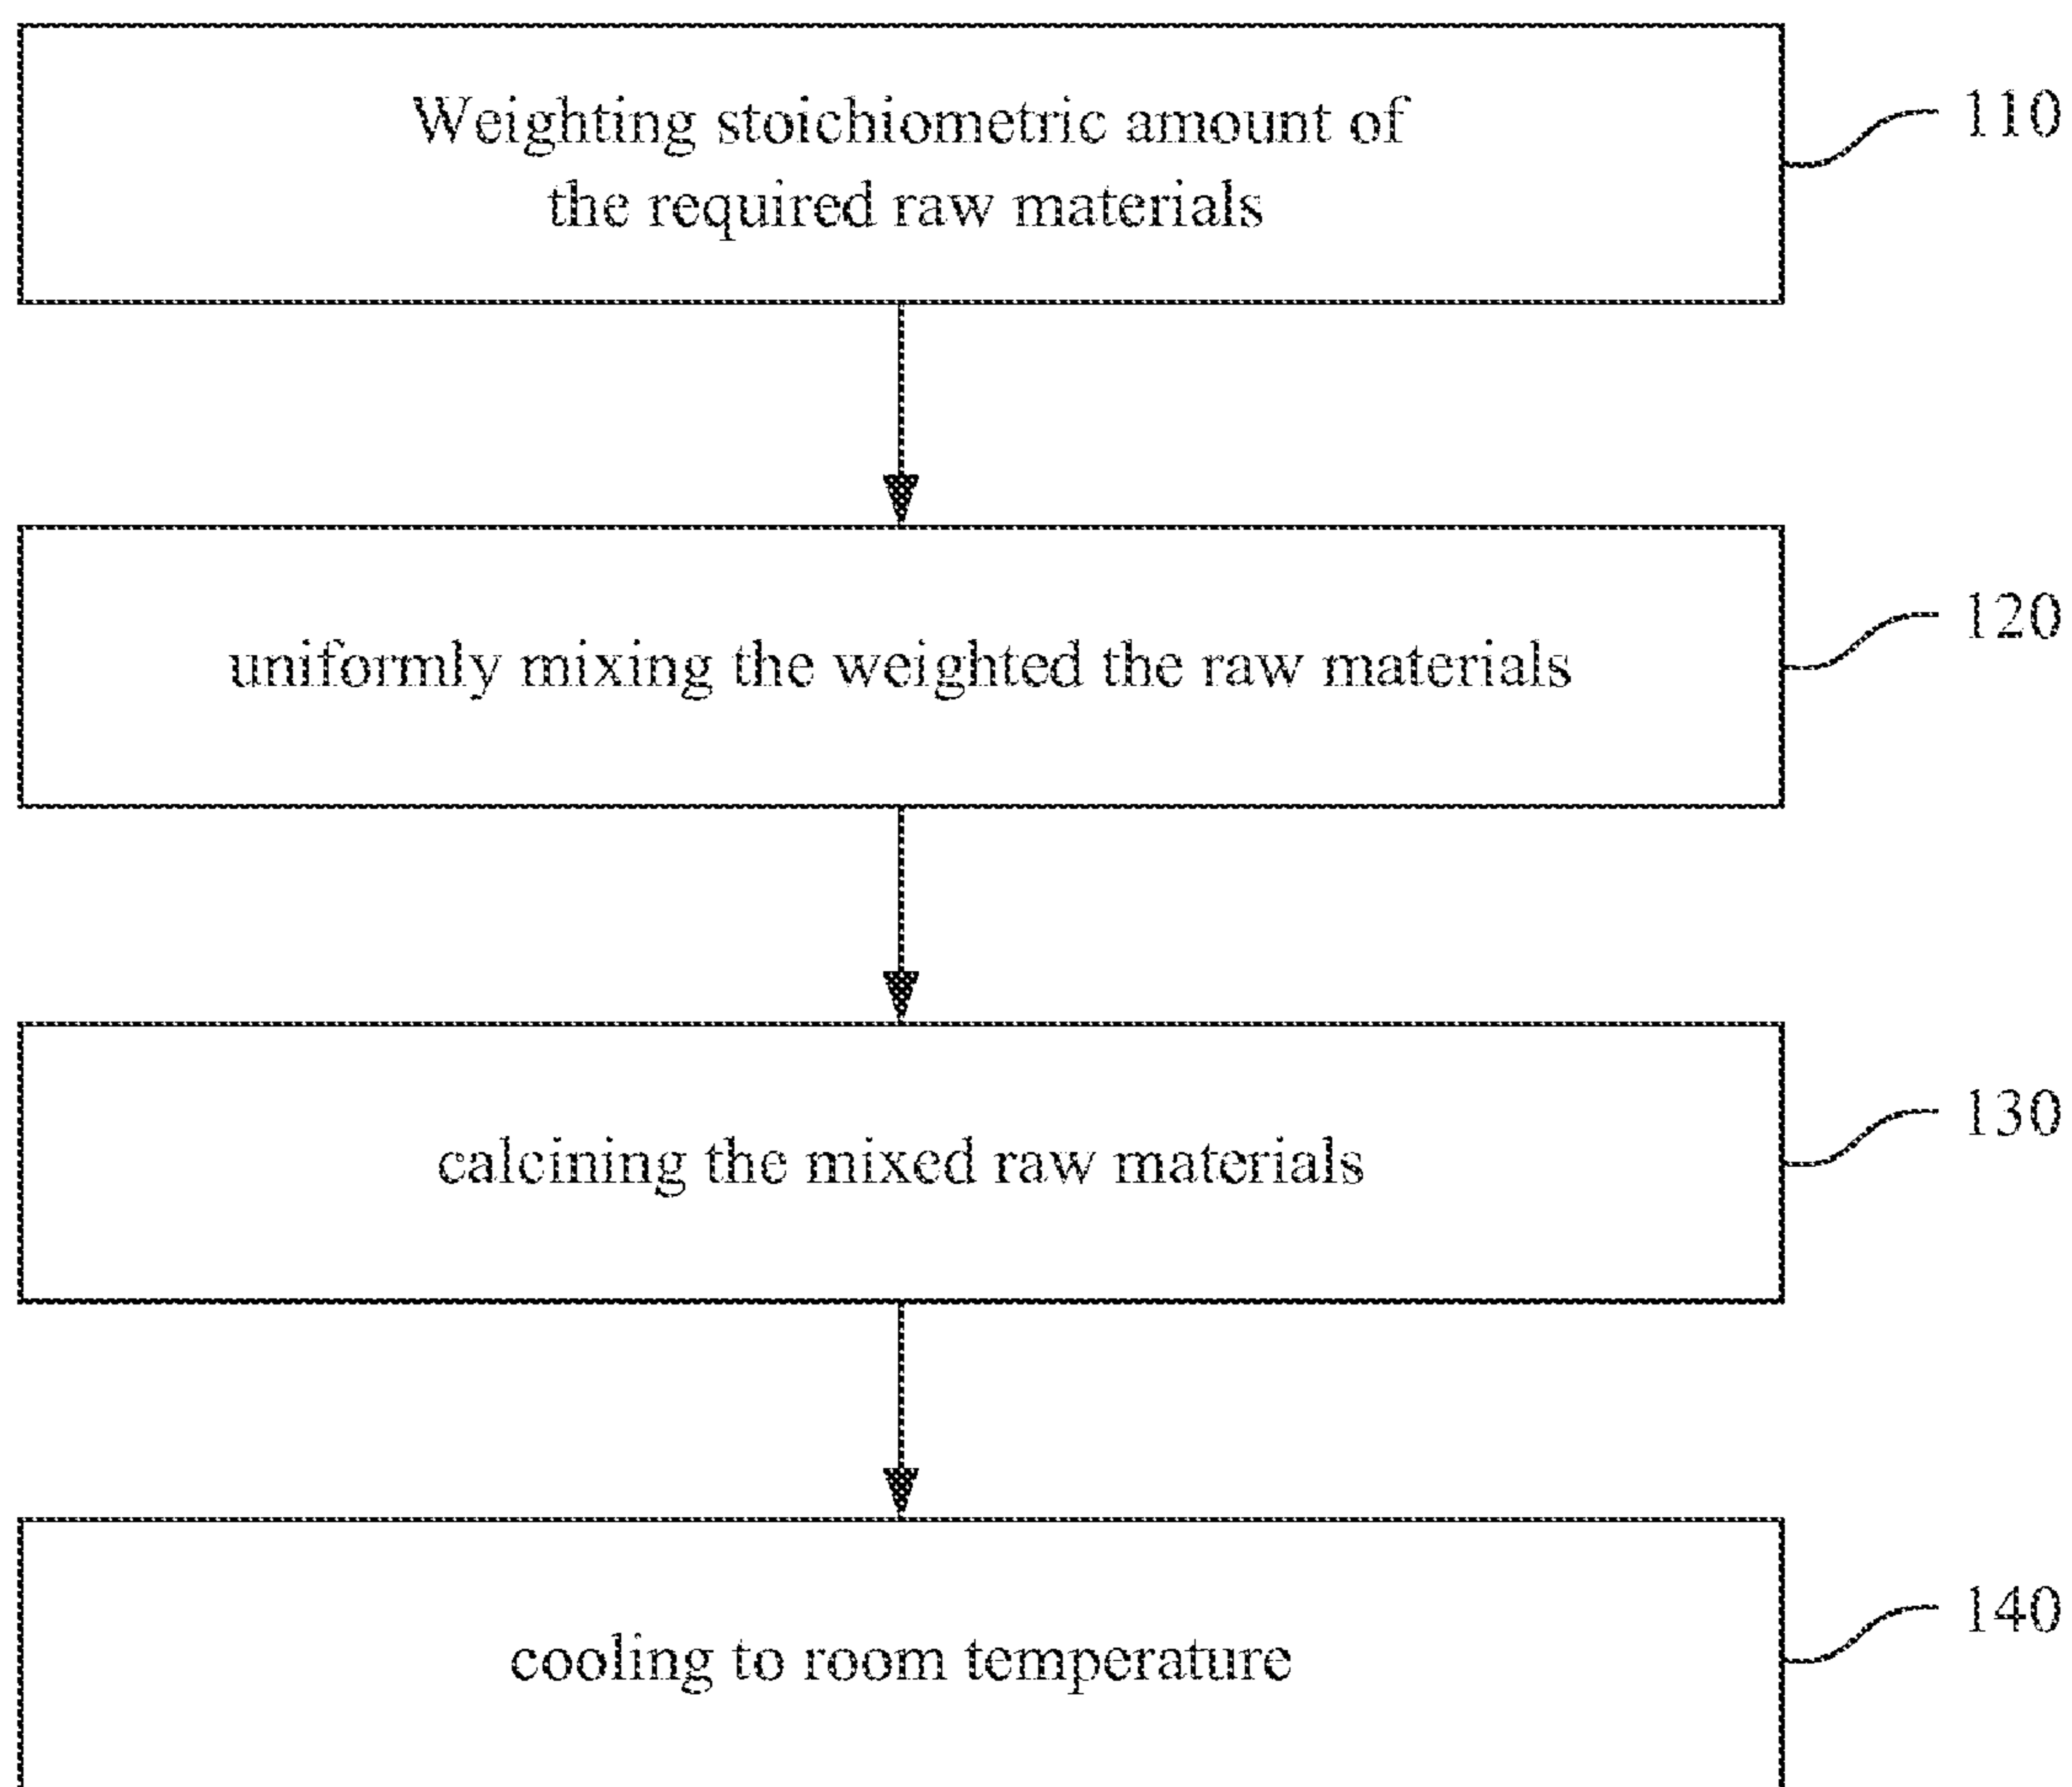 Weighting stoichiometric amount of
110
the required raw materials
uniformly mixing the weighted the raw materials
120
calcining the mixed raw materials
130
cooling to room temperature
140